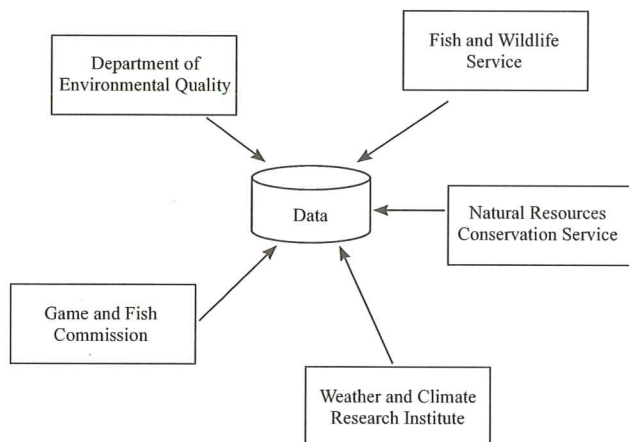 Department of
Environmental Quality
Fish and Wildlife
Service
Data
Natural Resources
Conservation Service
Game and Fish
Commission
Weather and Climate
Research Institute